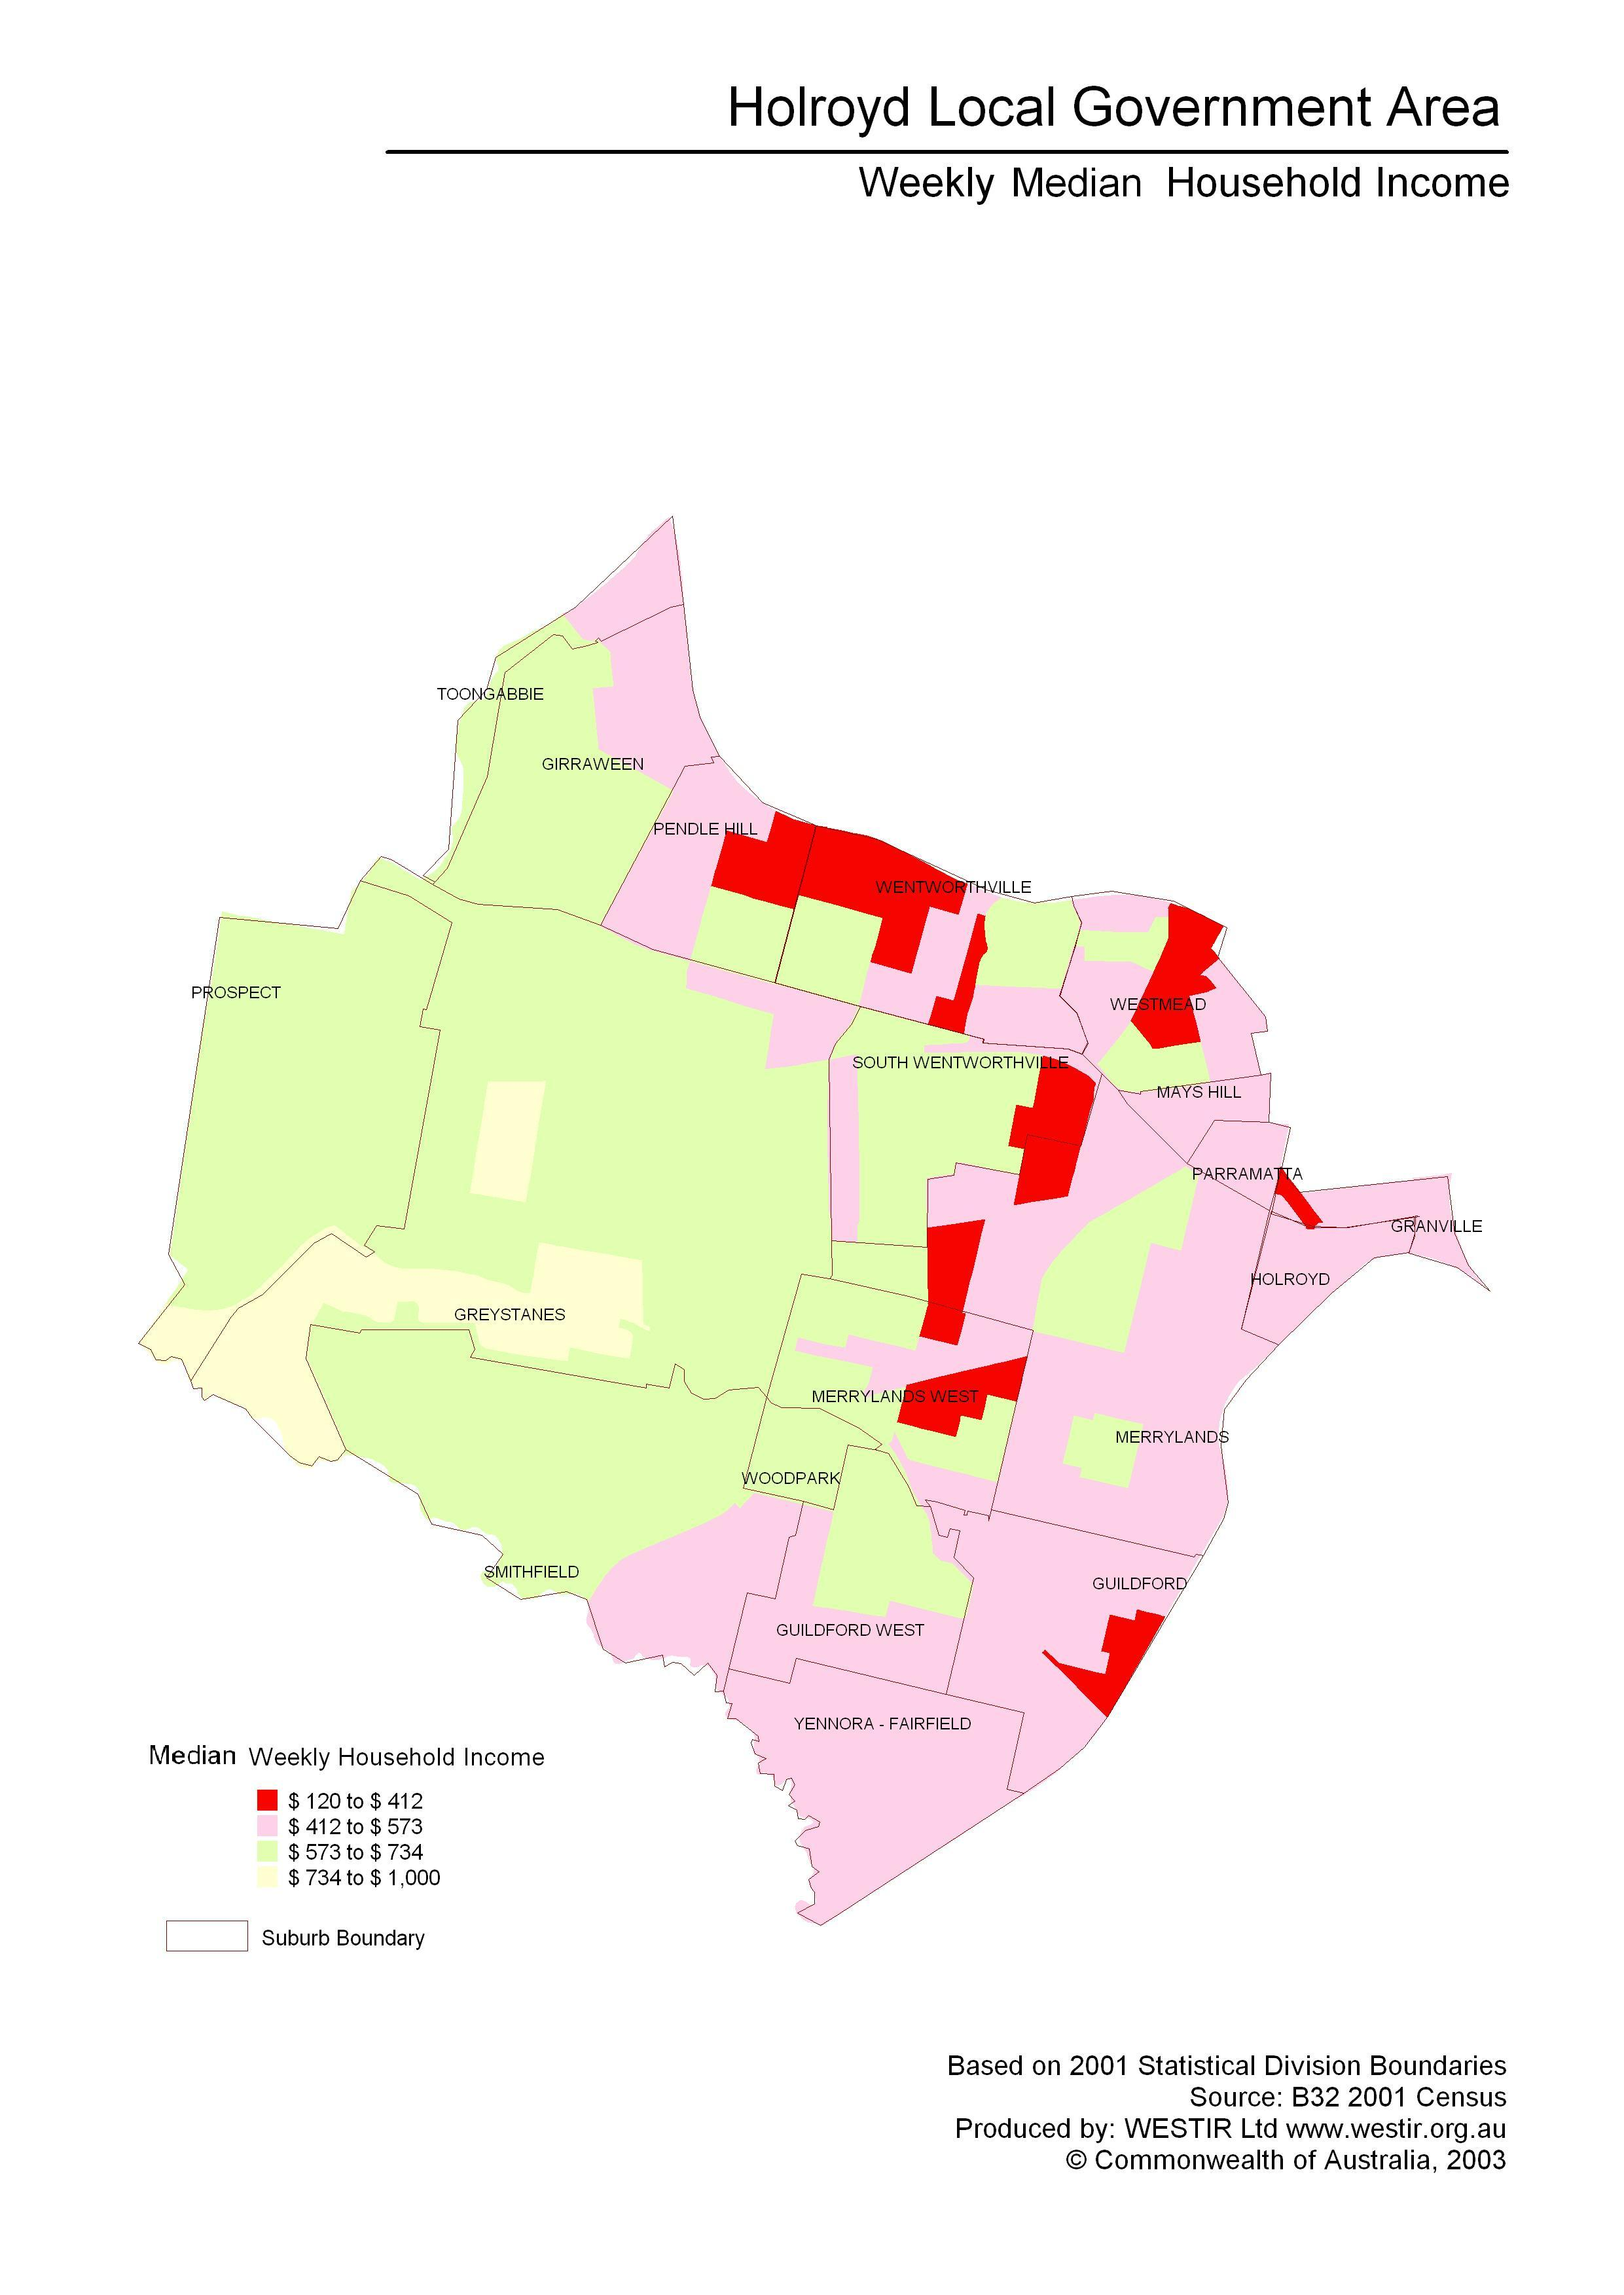 Holroyd Local Government Area
Weekly Median Household Income
TOONGABBIE
GIRRAWEEN
PENDLE HILL
WENTWORTHVILLE
PROSPECT
WESTMEAD
SOUTH WENTWORTHVILLE
MAYS HILL
PARRAMATTA
GRANVILLE
HOLROYD
GREYSTANES
MERRYLANDS WEST
MERRYLANDS
WOODPARK
SMITHFIELD
GUILDFORD
GUILDFORD WEST
YENNORA - FAIRFIELD
Median Weekly Household Income
$ 120 to $ 412
$ 412 to $ 573
$ 573 to $ 734
$ 734 to $ 1,000
Suburb Boundary
Based on 2001 Statistical Division Boundaries
Source: B32 2001 Census
Produced by: WESTIR Ltd www.westir.org.au
© Commonwealth of Australia, 2003